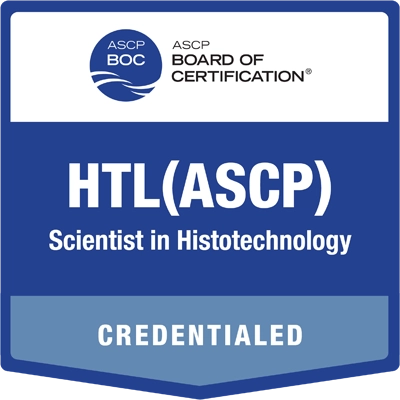 ASCP
BOC
ASCP
BOARD OF
CERTIFICATION®
HTL(ASCP)
Scientist in Histotechnology
CREDENTIALED